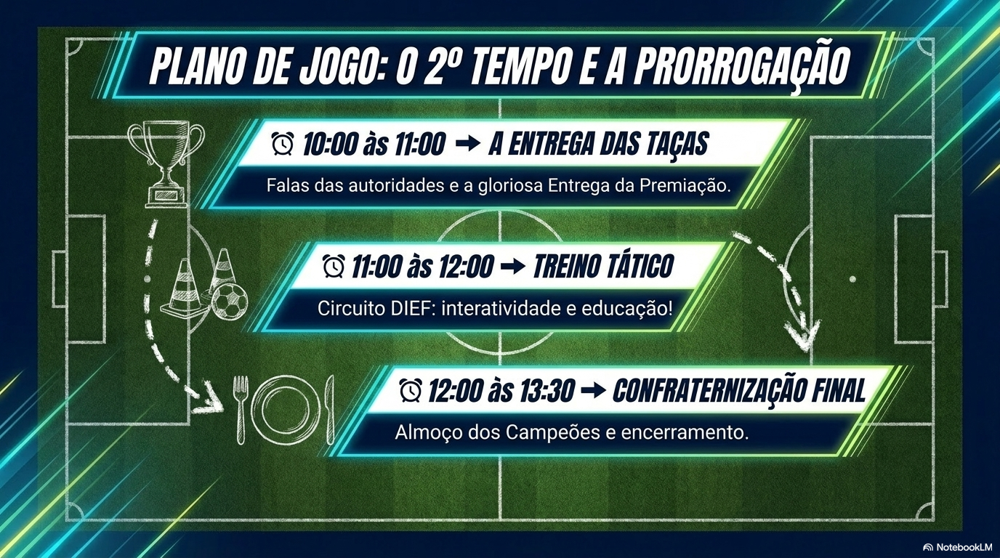 PLANO DE JOGO: O 2º TEMPO E A PRORROGAÇÃO
10:00 às 11:00 → A ENTREGA DAS TAÇAS
Falas das autoridades e a gloriosa Entrega da Premiação.
11:00 às 12:00 → TREINO TÁTICO
Circuito DIEF: interatividade e educação!
12:00 às 13:30 → CONFRATERNIZAÇÃO FINAL
Almoço dos Campeões e encerramento.
NotebookLM